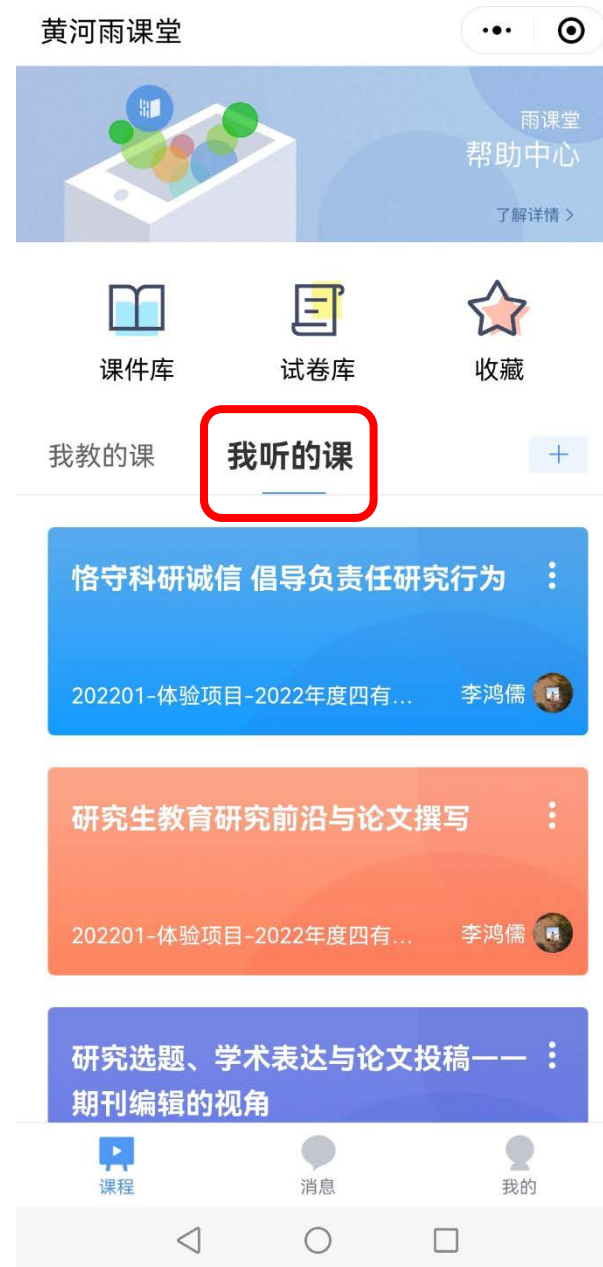 黄河雨课堂
雨课堂
帮助中心
了解详情 >
课件库
试卷库
收藏
我教的课
我听的课
恪守科研诚信 倡导负责任研究行为
202201-体验项目-2022年度四有...
李鸿儒
研究生教育研究前沿与论文撰写
202201-体验项目-2022年度四有...
李鸿儒
研究选题、学术表达与论文投稿——
期刊编辑的视角
课程
消息
我的